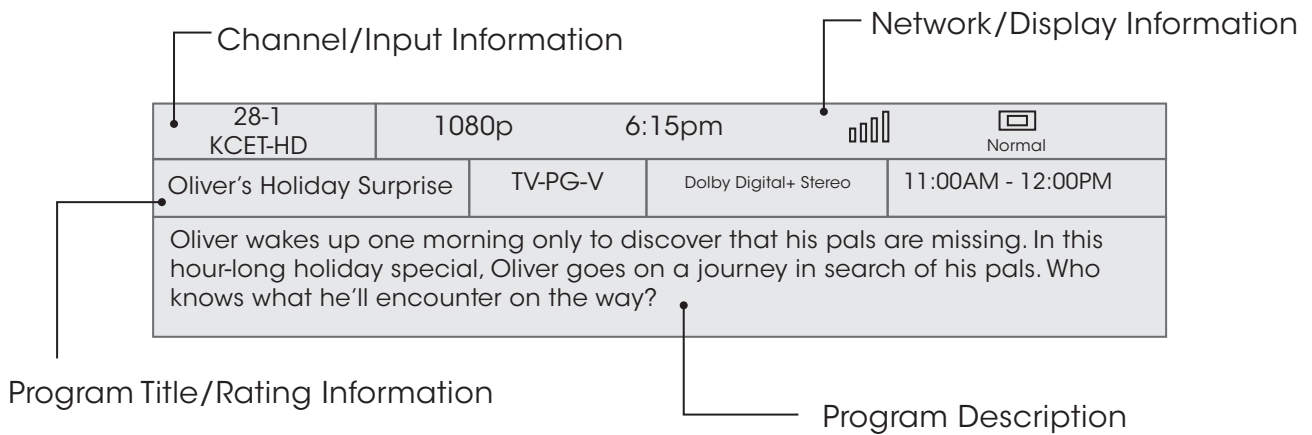 Channel/Input Information
Network/Display Information
28-1
KCET-HD
1080p
6:15pm
Normal
Oliver’s Holiday Surprise
TV-PG-V
Dolby Digital+ Stereo
11:00AM - 12:00PM
Oliver wakes up one morning only to discover that his pals are missing. In this
hour-long holiday special, Oliver goes on a journey in search of his pals. Who
knows what he’ll encounter on the way?
Program Title/Rating Information
Program Description